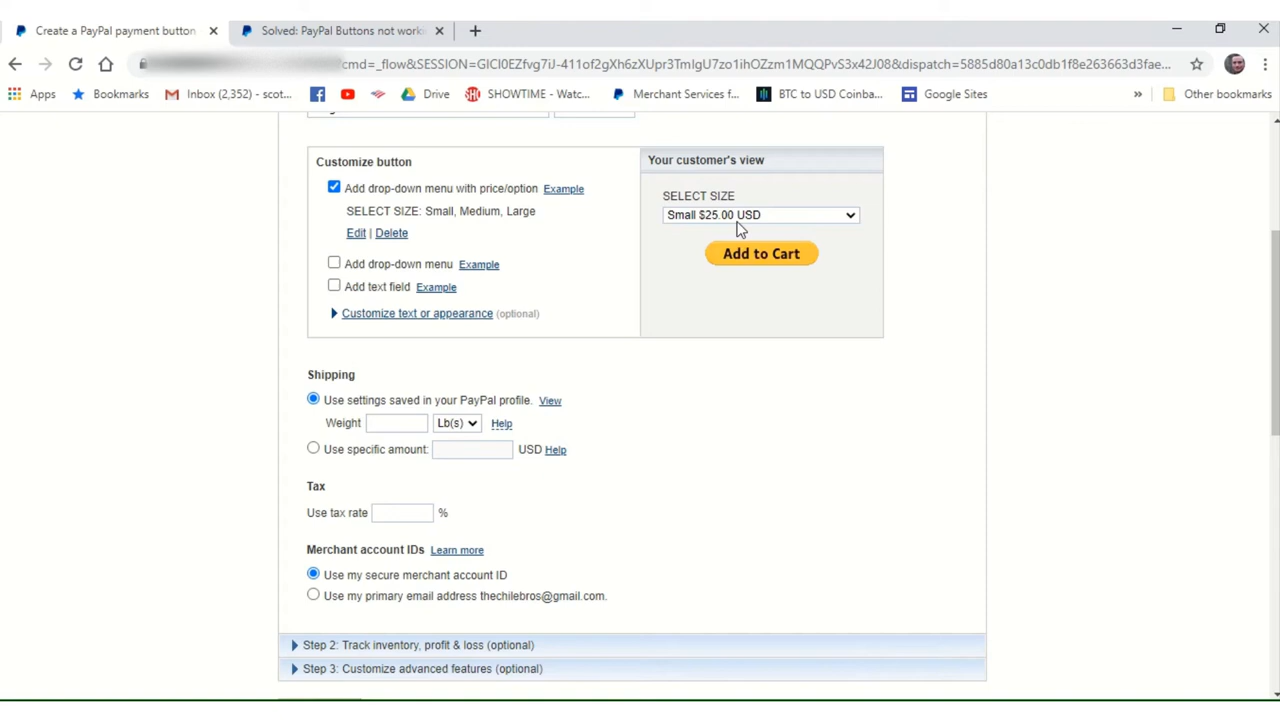 Create a PayPal payment button
Solved: PayPal Buttons not work
cmd=_flow&SESSION=GICI0EZfvg7iJ-411of2gXh6zXUpr3TmIgU7zo1ihOZzm1MQQPvS3x42J08&dispatch=5885d80a13c0db1f8e263663d3fae...
Apps Bookmarks Inbox (2,352) - scot... Drive SHOWTIME - Watc... Merchant Services f... BTC to USD Coinba... Google Sites » Other bookmarks
Customize button
Add drop-down menu with price/option Example
SELECT SIZE: Small, Medium, Large
Edit | Delete
Add drop-down menu Example
Add text field Example
Customize text or appearance (optional)
Your customer's view
SELECT SIZE
Small $25.00 USD
Add to Cart
Shipping
Use settings saved in your PayPal profile. View
Weight Lb(s) Help
Use specific amount: USD Help
Tax
Use tax rate %
Merchant account IDs Learn more
Use my secure merchant account ID
Use my primary email address thechilebros@gmail.com.
Step 2: Track inventory, profit & loss (optional)
Step 3: Customize advanced features (optional)